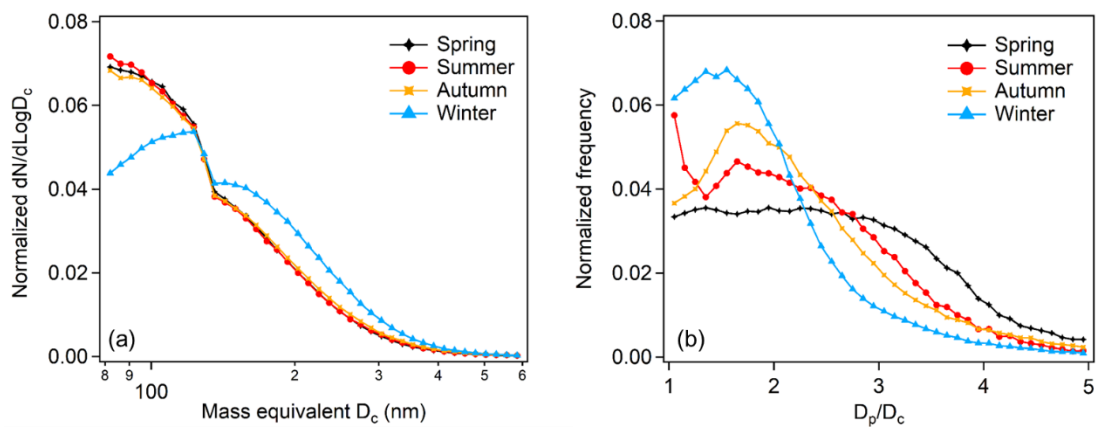 0.08
0.06
0.04
0.02
0.00
Normalized dN/dLogDc
Spring
Summer
Autumn
Winter
(a)
8 9 100 2 3 4 5 6
Mass equivalent Dc (nm)
0.10
0.08
0.06
0.04
0.02
0.00
Normalized frequency
Spring
Summer
Autumn
Winter
(b)
1 2 3 4 5
Dp/Dc